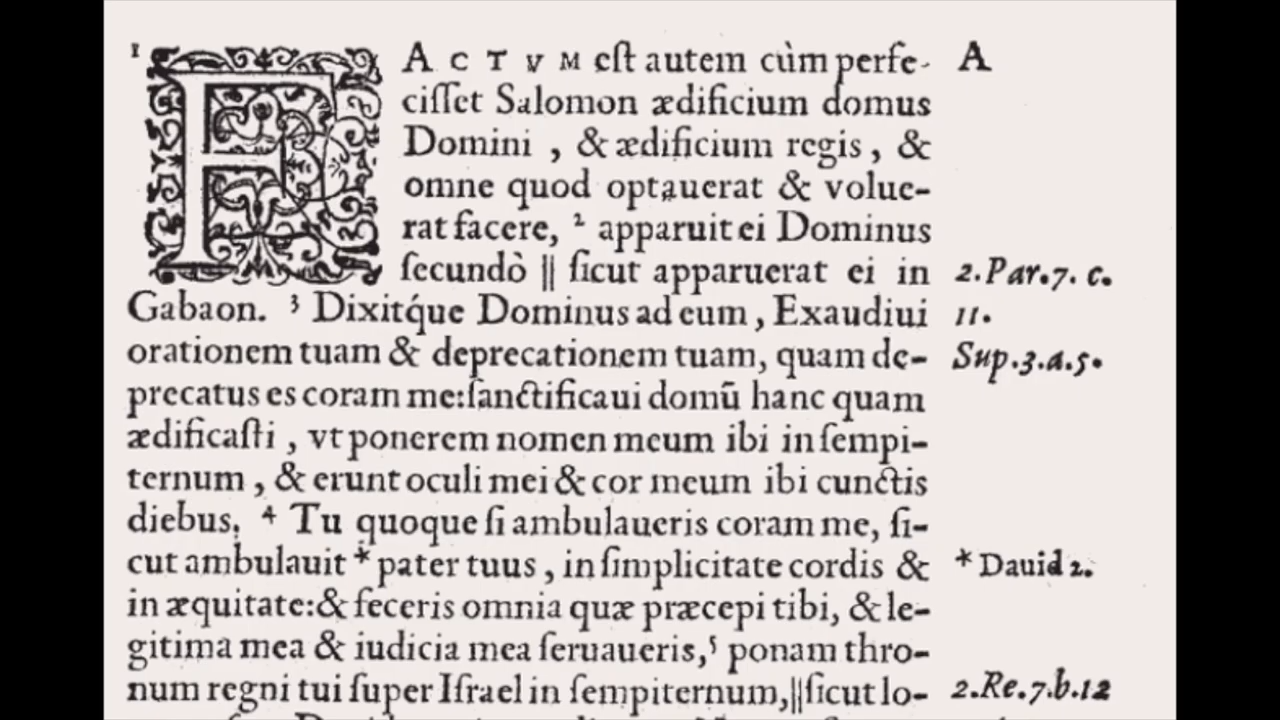 1 FACTVM eſt autem cùm perfe- A
ciſſet Salomon ædificium domus
Domini , & ædificium regis , &
omne quod optauerat & volue-
rat facere, ² apparuit ei Dominus
ſecundò || ſicut apparuerat ei in 2.Par.7. c.
Gabaon. ³ Dixitq́ue Dominus ad eum , Exaudiui 11.
orationem tuam & deprecationem tuam, quam de- Sup.3.a.5.
precatus es coram me:ſanctificaui domū hanc quam
ædificaſti , vt ponerem nomen meum ibi in ſempi-
ternum , & erunt oculi mei & cor meum ibi cunctis
diebus. ⁴ Tu quoque ſi ambulaueris coram me, ſi-
cut ambulauit * pater tuus , in ſimplicitate cordis & * Dauid 2.
in æquitate:& feceris omnia quæ præcepi tibi, & le-
gitima mea & iudicia mea ſeruaueris,⁵ ponam thro-
num regni tui ſuper Iſrael in ſempiternum,||ſicut lo- 2.Re.7.b.12